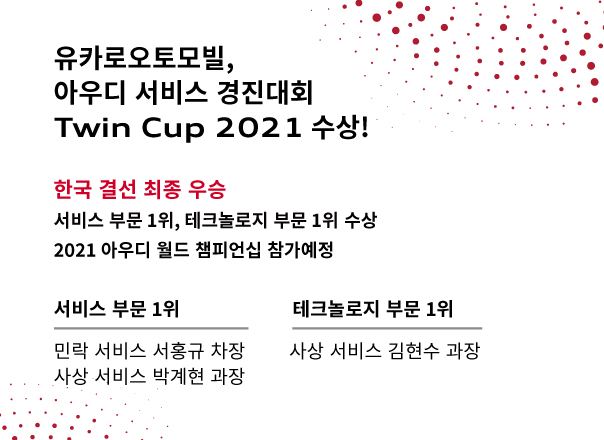 유카로오토모빌,
아우디 서비스 경진대회
Twin Cup 2021 수상!
한국 결선 최종 우승
서비스 부문 1위, 테크놀로지 부문 1위 수상
2021 아우디 월드 챔피언십 참가예정
서비스 부문 1위
민락 서비스 서홍규 차장
사상 서비스 박계현 과장
테크놀로지 부문 1위
사상 서비스 김현수 과장